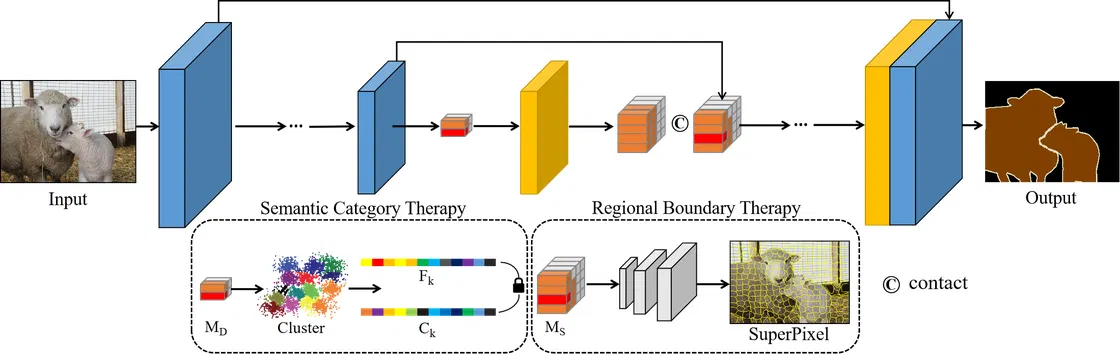 ...
©
...
Input
Semantic Category Therapy
Regional Boundary Therapy
Output
M_D
Cluster
F_k
C_k
M_S
SuperPixel
© contact